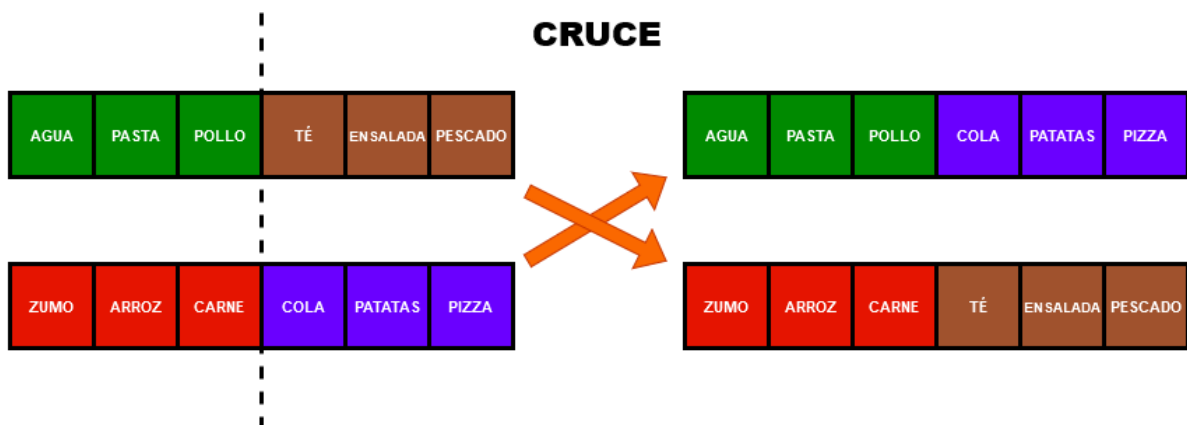 CRUCE
AGUA PASTA POLLO TÉ ENSALADA PESCADO
AGUA PASTA POLLO COLA PATATAS PIZZA
ZUMO ARROZ CARNE COLA PATATAS PIZZA
ZUMO ARROZ CARNE TÉ ENSALADA PESCADO